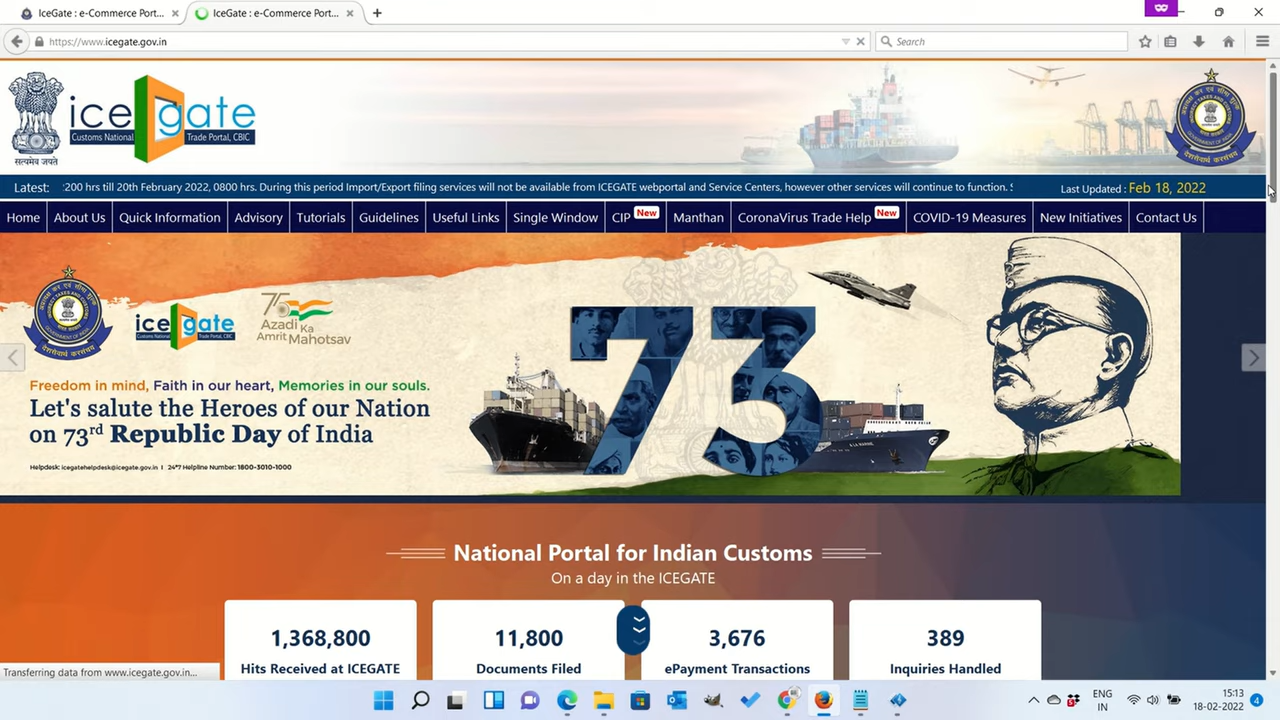 IceGate : e-Commerce Port...
IceGate : e-Commerce Port...
https://www.icegate.gov.in
Search
सत्यमेव जयते
ice gate
Customs National Trade Portal, CBIC
Latest: 200 hrs till 20th February 2022, 0800 hrs. During this period Import/Export filing services will not be available from ICEGATE webportal and Service Centers, however other services will continue to function.
Last Updated : Feb 18, 2022
Home About Us Quick Information Advisory Tutorials Guidelines Useful Links Single Window CIP New Manthan CoronaVirus Trade Help New COVID-19 Measures New Initiatives Contact Us
ice gate
Customs National Trade Portal, CBIC
75
Azadi Ka
Amrit Mahotsav
73
Freedom in mind, Faith in our heart, Memories in our souls.
Let's salute the Heroes of our Nation
on 73rd Republic Day of India
Helpdesk: icegatehelpdesk@icegate.gov.in I 24*7 Helpline Number: 1800-3010-1000
National Portal for Indian Customs
On a day in the ICEGATE
1,368,800
Hits Received at ICEGATE
11,800
Documents Filed
3,676
ePayment Transactions
389
Inquiries Handled
Transferring data from www.icegate.gov.in...
ENG
IN
15:13
18-02-2022
4